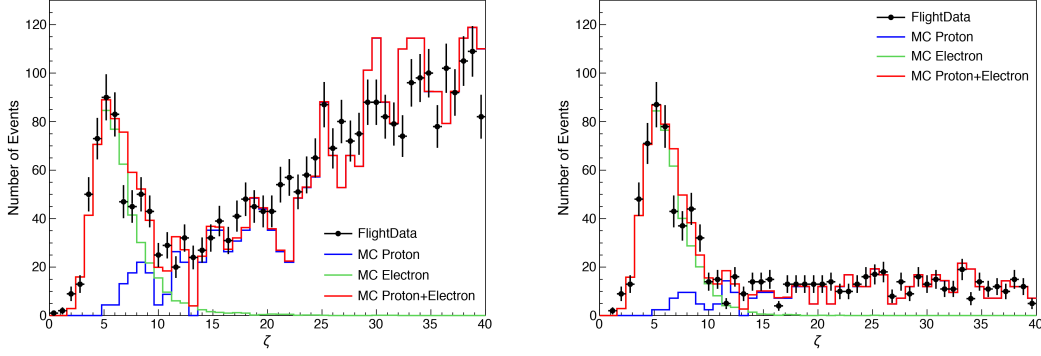 120
100
80
60
40
20
0
Number of Events
0 5 10 15 20 25 30 35 40
ζ
FlightData
MC Proton
MC Electron
MC Proton+Electron
120
100
80
60
40
20
0
Number of Events
0 5 10 15 20 25 30 35 40
ζ
FlightData
MC Proton
MC Electron
MC Proton+Electron